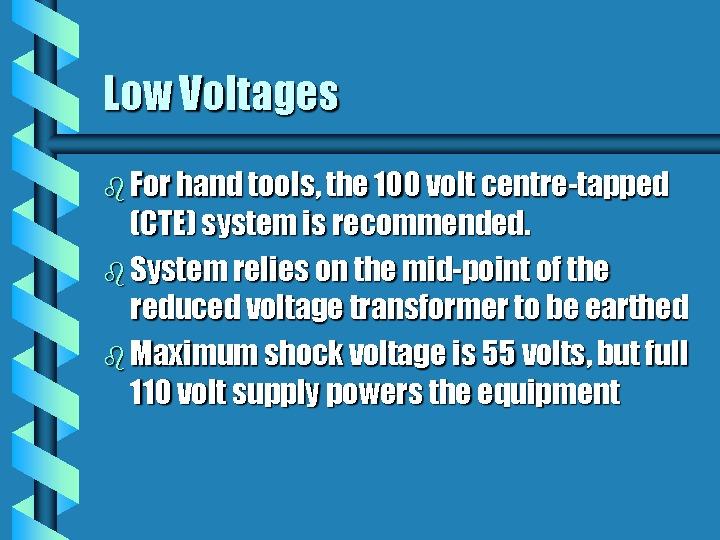 Low Voltages
For hand tools, the 100 volt centre-tapped
(CTE) system is recommended.
System relies on the mid-point of the
reduced voltage transformer to be earthed
Maximum shock voltage is 55 volts, but full
110 volt supply powers the equipment